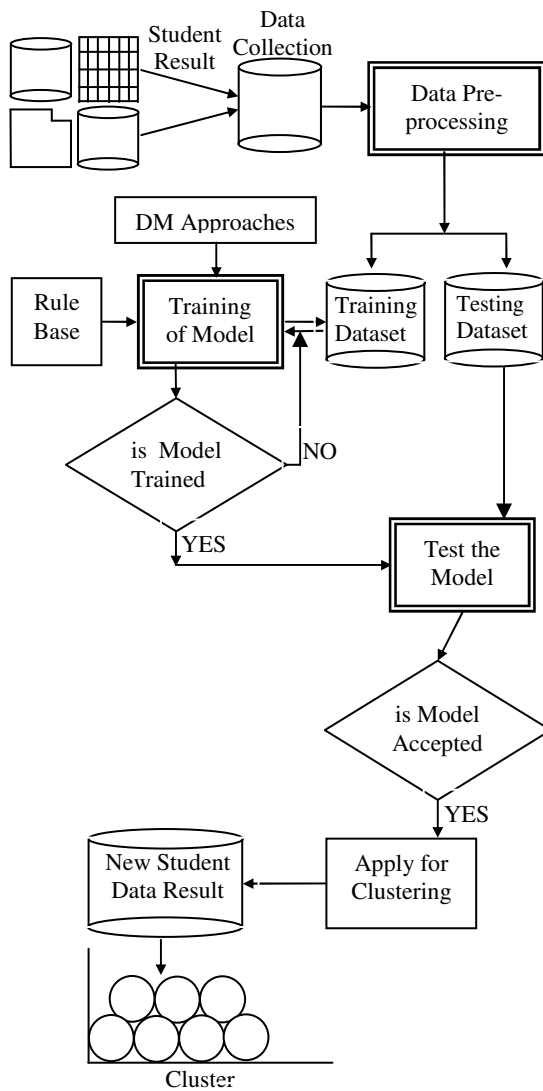 Student
Result
Data
Collection
Data Pre-
processing
DM Approaches
Rule
Base
Training
of Model
Training
Dataset
Testing
Dataset
is Model
Trained
NO
YES
Test the
Model
is Model
Accepted
YES
New Student
Data Result
Apply for
Clustering
Cluster